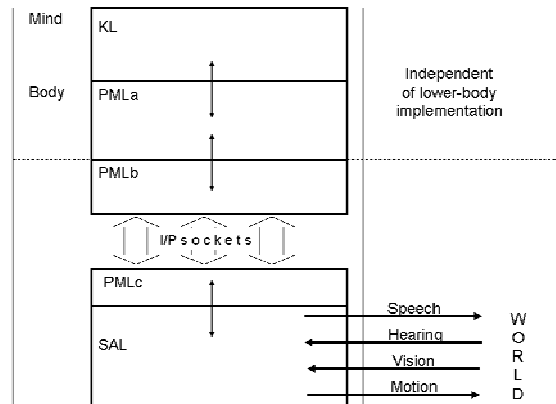 Mind
KL
Body
PMLa
Independent
of lower-body
implementation
PMLb
I/P sockets
PMLc
SAL
Speech
Hearing
Vision
Motion
W
O
R
L
D